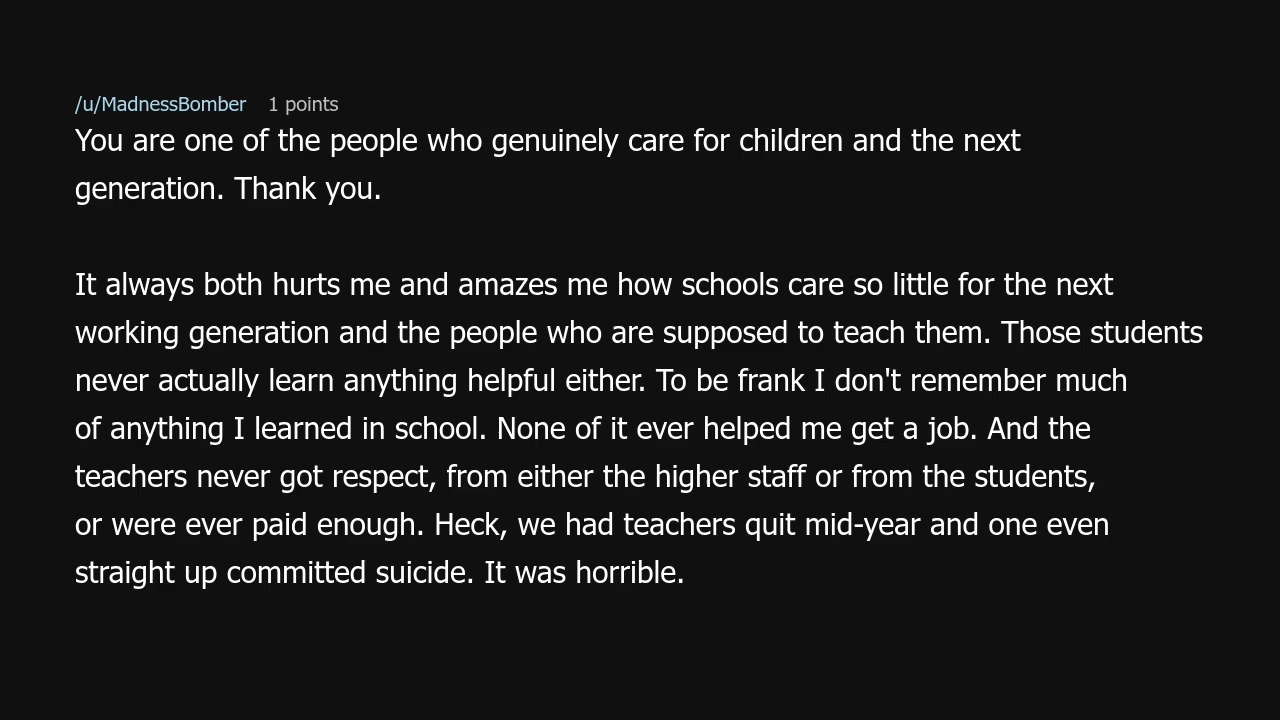 /u/MadnessBomber 1 points
You are one of the people who genuinely care for children and the next
generation. Thank you.
It always both hurts me and amazes me how schools care so little for the next
working generation and the people who are supposed to teach them. Those students
never actually learn anything helpful either. To be frank I don't remember much
of anything I learned in school. None of it ever helped me get a job. And the
teachers never got respect, from either the higher staff or from the students,
or were ever paid enough. Heck, we had teachers quit mid-year and one even
straight up committed suicide. It was horrible.